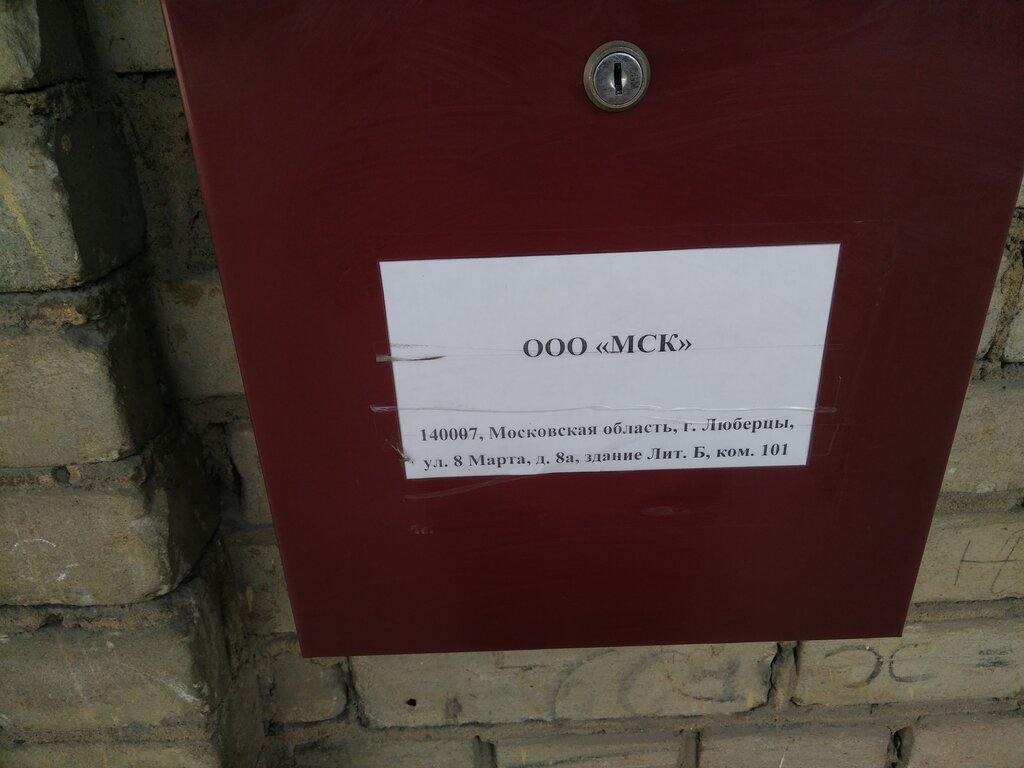 ООО «МСК»
140007, Московская область, г. Люберцы,
ул. 8 Марта, д. 8а, здание Лит. Б, ком. 101